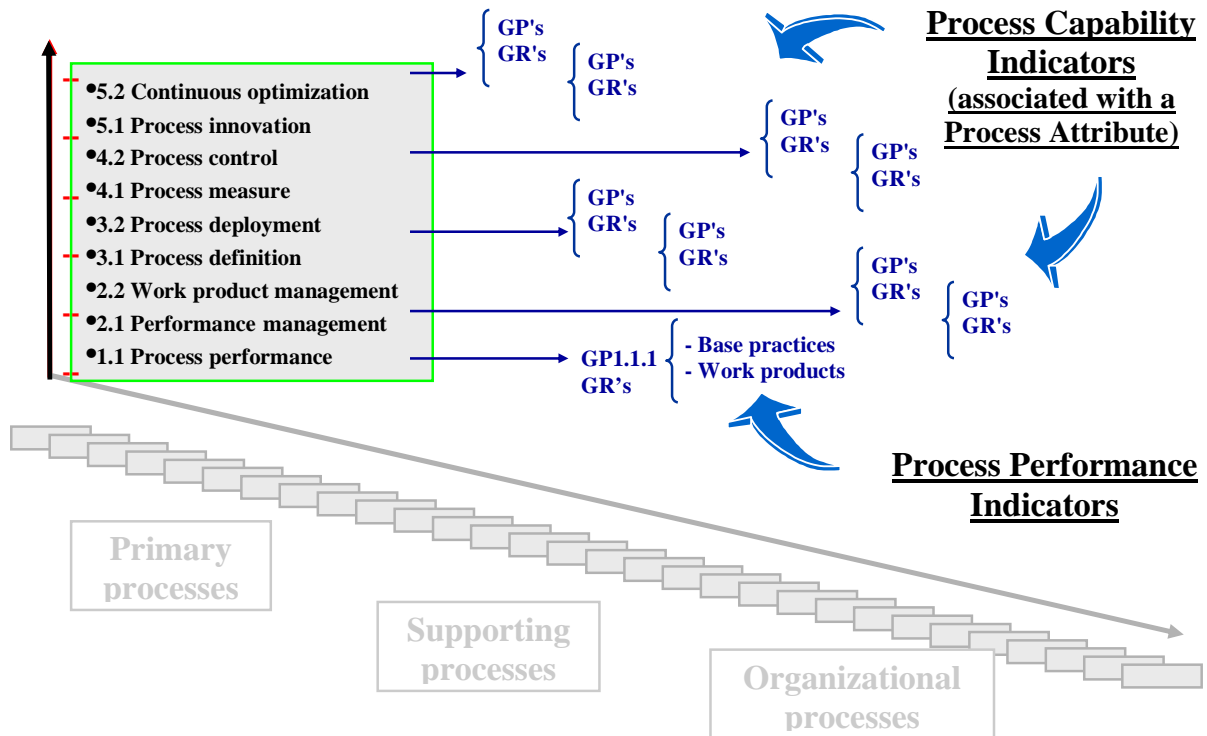 Process Capability
Indicators
(associated with a
Process Attribute)
•5.2 Continuous optimization
•5.1 Process innovation
•4.2 Process control
•4.1 Process measure
•3.2 Process deployment
•3.1 Process definition
•2.2 Work product management
•2.1 Performance management
•1.1 Process performance
GP's
GR's
GP's
GR's
GP's
GR's
GP's
GR's
GP's
GR's
GP's
GR's
GP's
GR's
GP's
GR's
GP1.1.1
GR’s
- Base practices
- Work products
Process Performance
Indicators
Primary
processes
Supporting
processes
Organizational
processes